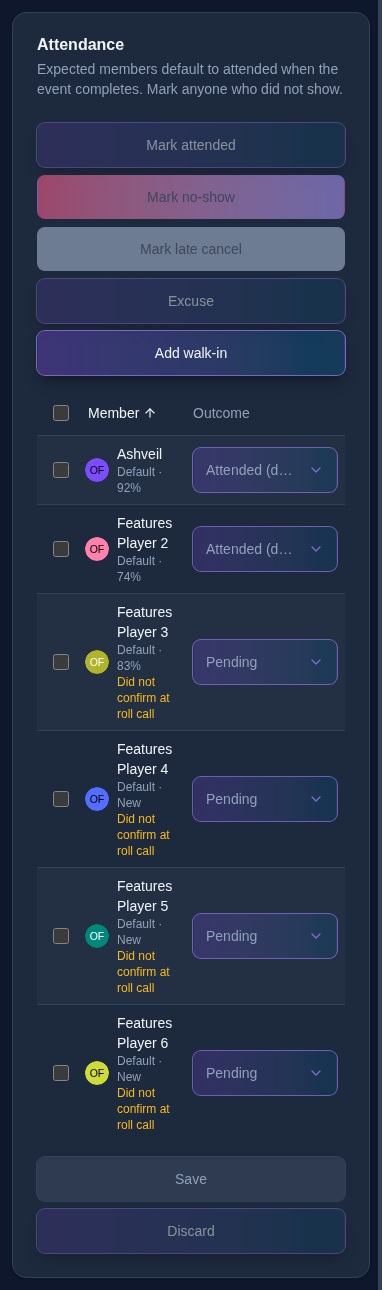 Attendance
Expected members default to attended when the
event completes. Mark anyone who did not show.
Mark attended
Mark no-show
Mark late cancel
Excuse
Add walk-in
Member Outcome
OF Ashveil
Default ·
92%
Attended (d…
OF Features
Player 2
Default ·
74%
Attended (d…
OF Features
Player 3
Default ·
83%
Did not
confirm at
roll call
Pending
OF Features
Player 4
Default ·
New
Did not
confirm at
roll call
Pending
OF Features
Player 5
Default ·
New
Did not
confirm at
roll call
Pending
OF Features
Player 6
Default ·
New
Did not
confirm at
roll call
Pending
Save
Discard